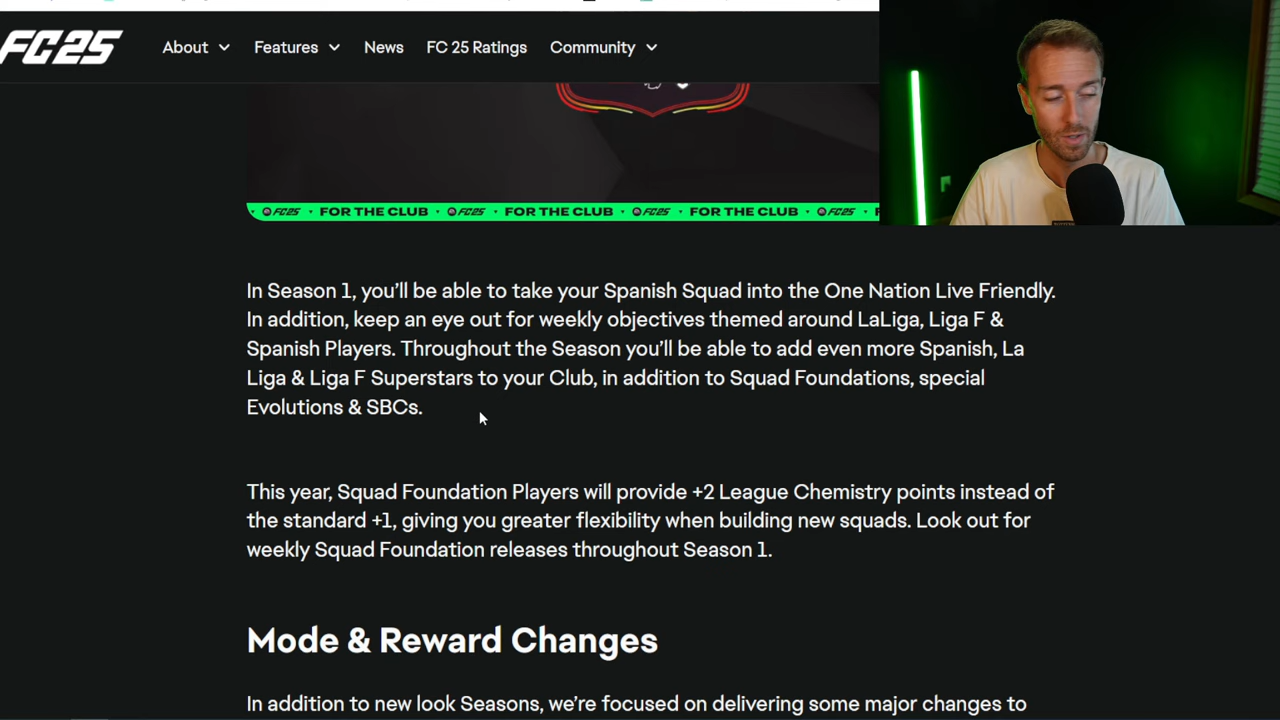 FC25 About Features News FC 25 Ratings Community
FC25 • FOR THE CLUB • FC25 • FOR THE CLUB • FC25 • FOR THE CLUB • FC25 •
In Season 1, you'll be able to take your Spanish Squad into the One Nation Live Friendly.
In addition, keep an eye out for weekly objectives themed around LaLiga, Liga F &
Spanish Players. Throughout the Season you'll be able to add even more Spanish, La
Liga & Liga F Superstars to your Club, in addition to Squad Foundations, special
Evolutions & SBCs.
This year, Squad Foundation Players will provide +2 League Chemistry points instead of
the standard +1, giving you greater flexibility when building new squads. Look out for
weekly Squad Foundation releases throughout Season 1.
Mode & Reward Changes
In addition to new look Seasons, we're focused on delivering some major changes to